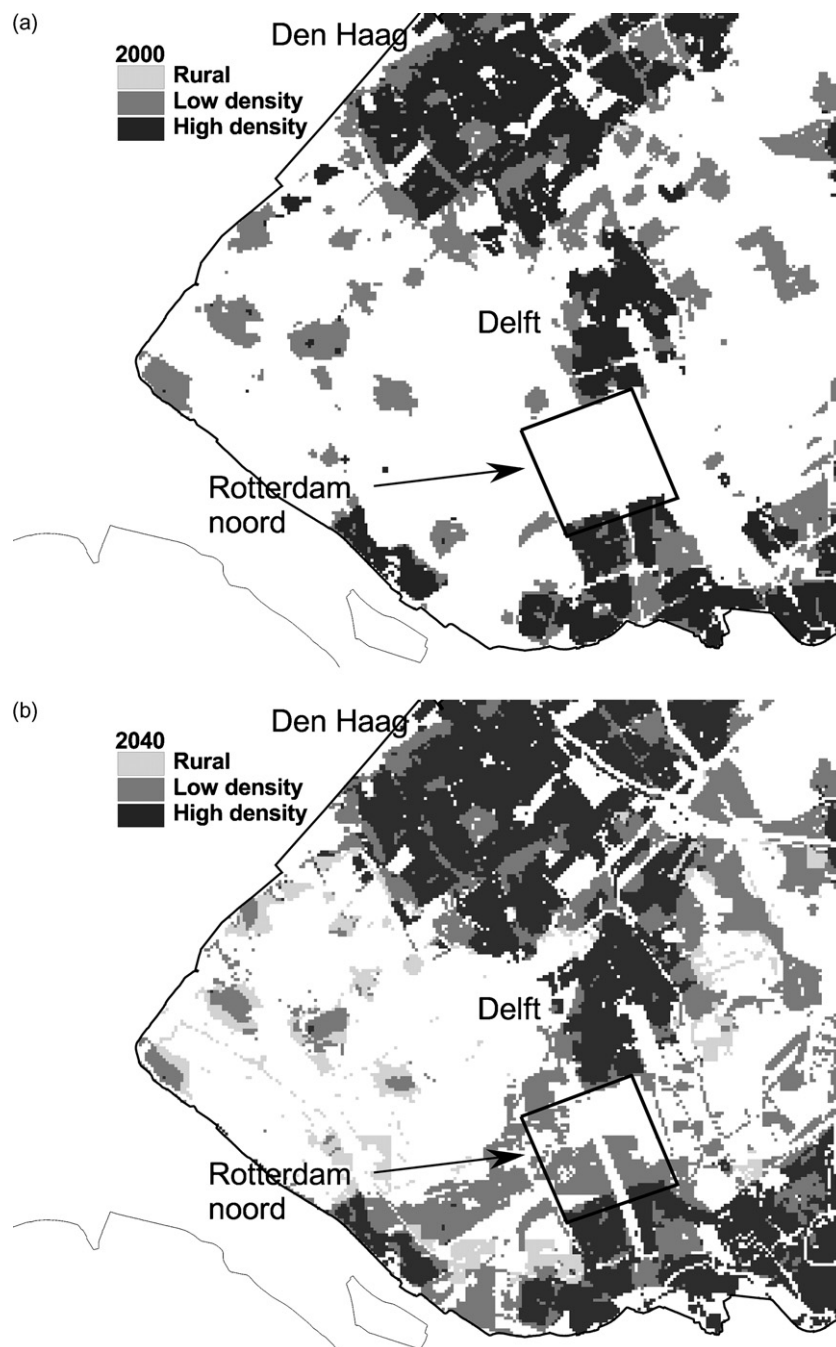 (a)
Den Haag
2000
Rural
Low density
High density
Delft
Rotterdam
noord
(b)
Den Haag
2040
Rural
Low density
High density
Delft
Rotterdam
noord